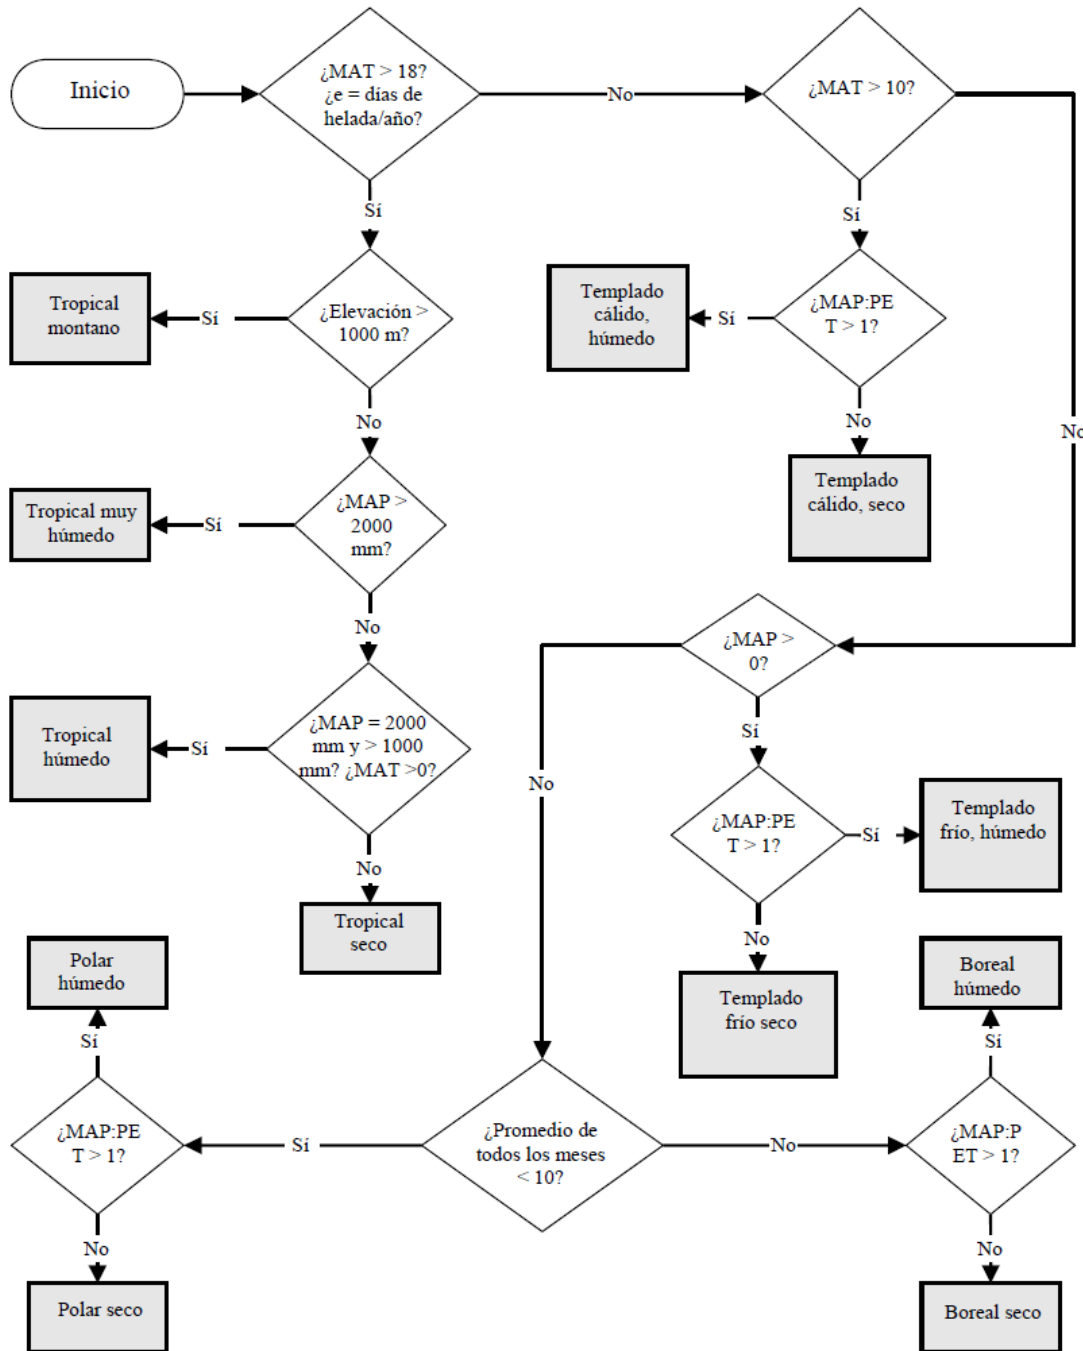 Inicio
¿MAT > 18?
¿e = días de
helada/año?
No
¿MAT > 10?
Sí
Sí
No
Tropical
montano
Sí
¿Elevación >
1000 m?
Templado
cálido,
húmedo
Sí
¿MAP:PE
T > 1?
No
No
Tropical muy
húmedo
Sí
¿MAP >
2000
mm?
Templado
cálido, seco
No
¿MAP >
0?
Tropical
húmedo
Sí
¿MAP = 2000
mm y > 1000
mm? ¿MAT >0?
No
Sí
¿MAP:PE
T > 1?
Sí
Templado
frío, húmedo
No
Tropical
seco
No
Templado
frío seco
Polar
húmedo
Boreal
húmedo
Sí
Sí
¿MAP:PE
T > 1?
Sí
¿Promedio de
todos los meses
< 10?
No
¿MAP:P
ET > 1?
No
No
Polar seco
Boreal seco